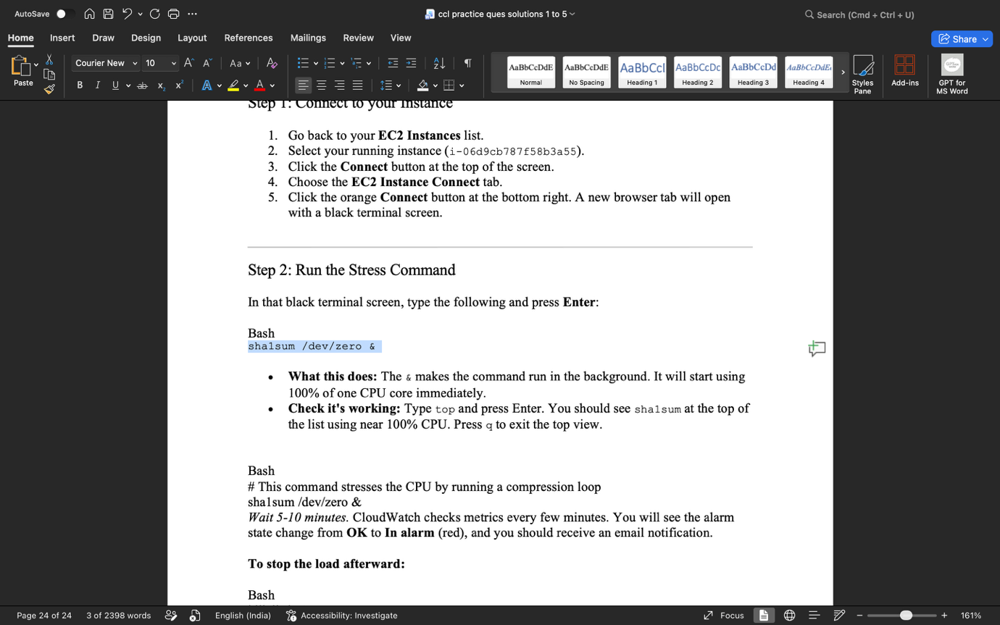 AutoSave
ccl practice ques solutions 1 to 5
Search (Cmd + Ctrl + U)
Home Insert Draw Design Layout References Mailings Review View
Share
Paste
Courier New 10
Aa
B I U ab x2 x2 A A
AaBbCcDdE AaBbCcDdE AaBbCcI AaBbCcDc AaBbCcDd AaBbCcDdE
Normal No Spacing Heading 1 Heading 2 Heading 3 Heading 4
Styles Pane
Add-ins
GPT for MS Word
Step 1: Connect to your Instance
1. Go back to your EC2 Instances list.
2. Select your running instance (i-06d9cb787f58b3a55).
3. Click the Connect button at the top of the screen.
4. Choose the EC2 Instance Connect tab.
5. Click the orange Connect button at the bottom right. A new browser tab will open
with a black terminal screen.
Step 2: Run the Stress Command
In that black terminal screen, type the following and press Enter:
Bash
sha1sum /dev/zero &
• What this does: The & makes the command run in the background. It will start using
100% of one CPU core immediately.
• Check it's working: Type top and press Enter. You should see sha1sum at the top of
the list using near 100% CPU. Press q to exit the top view.
Bash
# This command stresses the CPU by running a compression loop
sha1sum /dev/zero &
Wait 5-10 minutes. CloudWatch checks metrics every few minutes. You will see the alarm
state change from OK to In alarm (red), and you should receive an email notification.
To stop the load afterward:
Bash
Page 24 of 24 3 of 2398 words English (India) Accessibility: Investigate Focus 161%